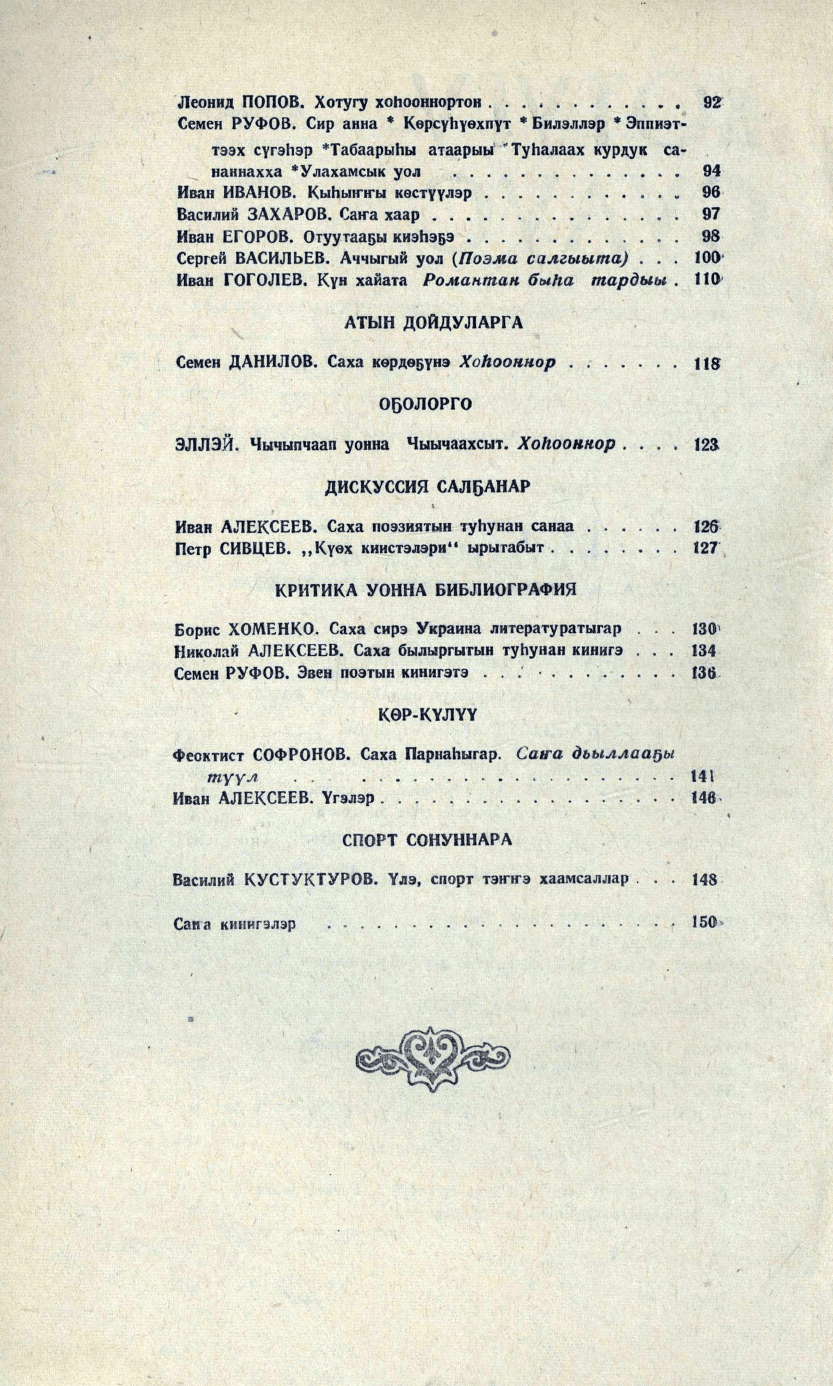 Леонид ПОПОВ. Хотугу хоһооннортон . . . . . . . . . . . . 92
Семен РУФОВ. Сир анна * Көрсүһүөхпүт * Билэллэр * Эппиэт-
тээх сүгэһэр *Табаарыһы атаарыы *Туһалаах курдук са-
наннахха *Улахамсык уол . . . . . . . . . . . . . . 94
Иван ИВАНОВ. Кыһыҥҥы көстүүлэр . . . . . . . . . . . . 96
Василий ЗАХАРОВ. Саҥа хаар . . . . . . . . . . . . . . . 97
Иван ЕГОРОВ. Отуутааҕы киэһэҕэ . . . . . . . . . . . . . 98
Сергей ВАСИЛЬЕВ. Аччыгый уол (Поэма салгыыта) . . . 100
Иван ГОГОЛЕВ. Күн хайата Романтан быһа тардыы . 110
АТЫН ДОЙДУЛАРГА
Семен ДАНИЛОВ. Саха көрдөҕүнэ Хоһооннор . . . . . . . 118
ОҔОЛОРГО
ЭЛЛЭЙ. Чычыпчаап уонна Чыычаахсыт. Хоһооннор . . . . 123
ДИСКУССИЯ САЛҔАНАР
Иван АЛЕКСЕЕВ. Саха поэзиятын туһунан санаа . . . . . . 126
Петр СИВЦЕВ. ,,Күөх киистэлэри“ ырытабыт . . . . . . . . 127
КРИТИКА УОННА БИБЛИОГРАФИЯ
Борис ХОМЕНКО. Саха сирэ Украина литературатыгар . . . 130
Николай АЛЕКСЕЕВ. Саха былыргытын туһунан кинигэ . . . 134
Семен РУФОВ. Эвен поэтын кинигэтэ . . . . . . . . . . . . 136
КӨР-КҮЛҮҮ
Феоктист СОФРОНОВ. Саха Парнаһыгар. Саҥа дьыллааҕы
түүл . . . . . . . . . . . . . . . . . . . . . 141
Иван АЛЕКСЕЕВ. Үгэлэр . . . . . . . . . . . . . . . . . . 146
СПОРТ СОНУННАРА
Василий КУСТУКТУРОВ. Үлэ, спорт тэҥҥэ хаамсаллар . . . 148
Саҥа кинигэлэр . . . . . . . . . . . . . . . . . . . . . 150